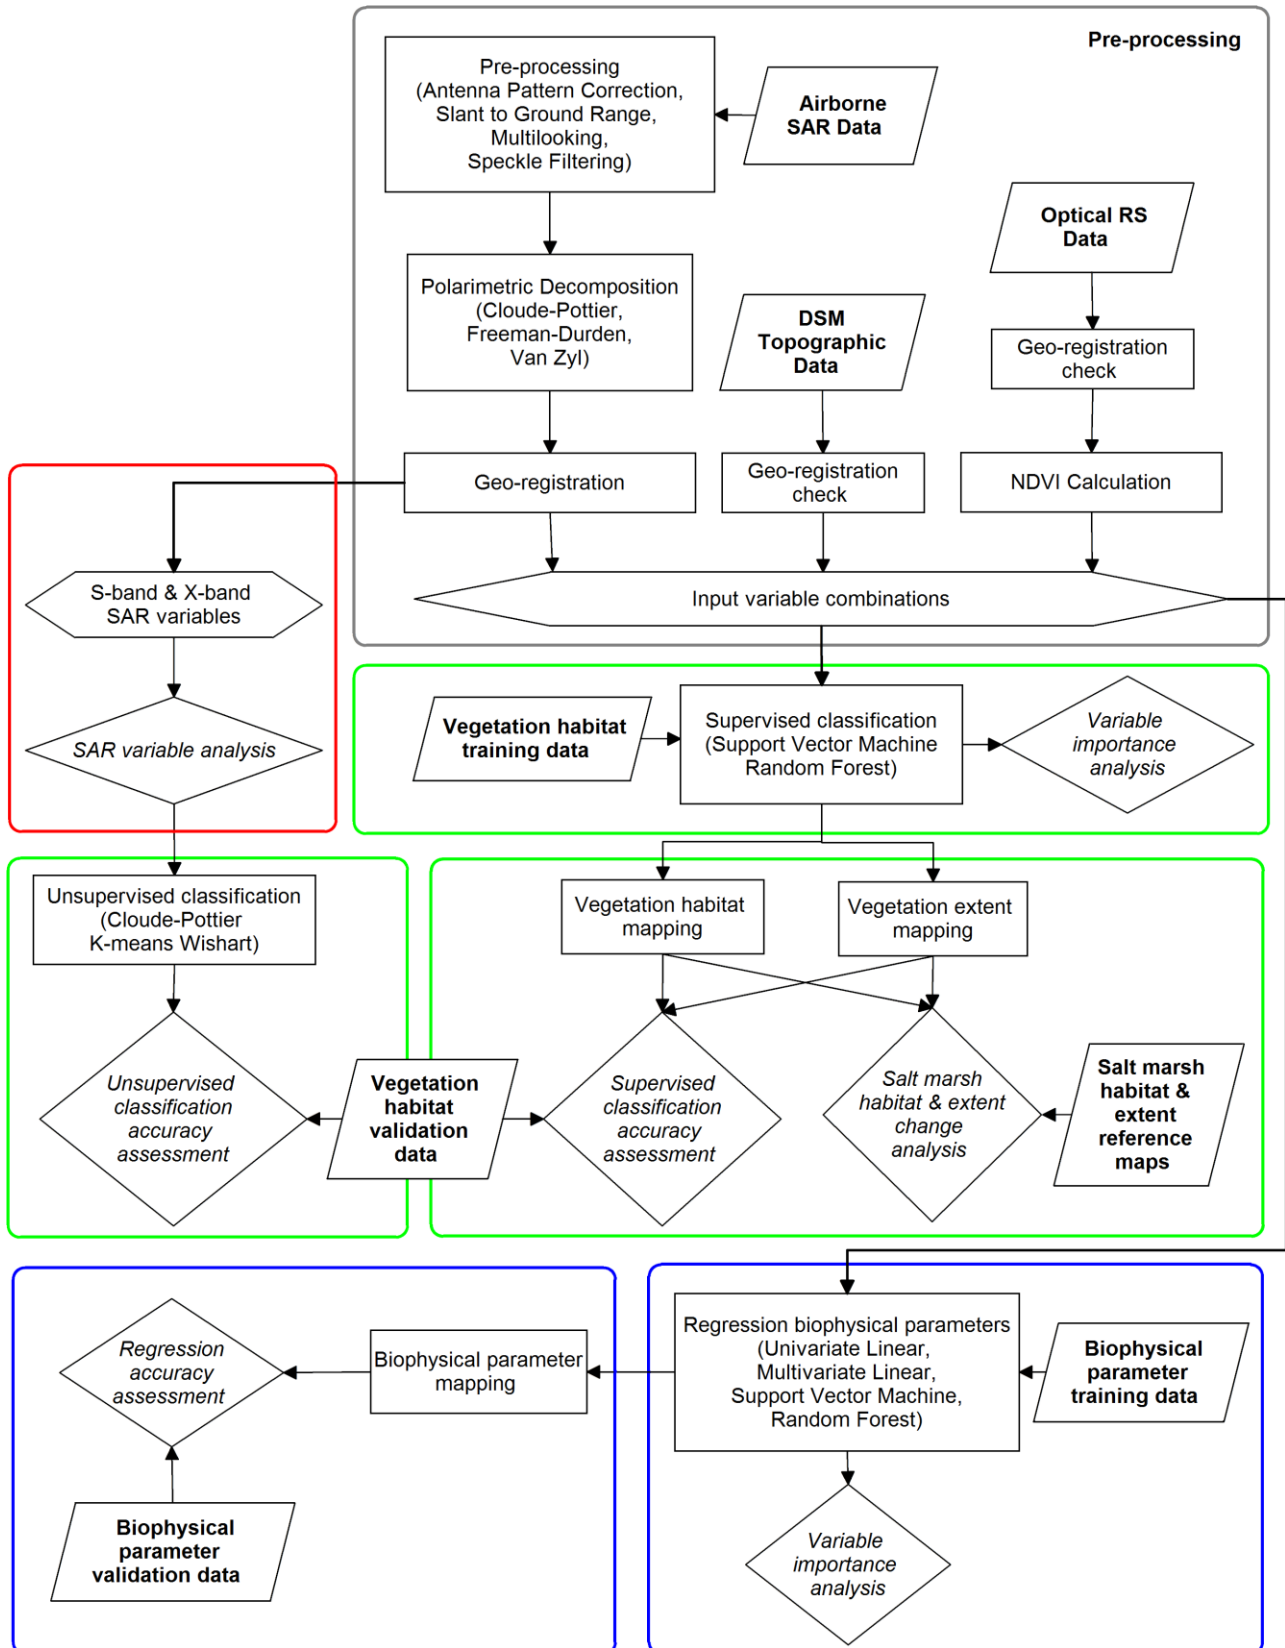 Pre-processing
Pre-processing
(Antenna Pattern Correction,
Slant to Ground Range,
Multilooking,
Speckle Filtering)
Airborne
SAR Data
Optical RS
Data
Polarimetric Decomposition
(Cloude-Pottier,
Freeman-Durden,
Van Zyl)
DSM
Topographic
Data
Geo-registration
check
Geo-registration
Geo-registration
check
NDVI Calculation
S-band & X-band
SAR variables
Input variable combinations
SAR variable analysis
Vegetation habitat
training data
Supervised classification
(Support Vector Machine
Random Forest)
Variable
importance
analysis
Unsupervised classification
(Cloude-Pottier
K-means Wishart)
Vegetation habitat
mapping
Vegetation extent
mapping
Unsupervised
classification
accuracy
assessment
Vegetation
habitat
validation
data
Supervised
classification
accuracy
assessment
Salt marsh
habitat & extent
change
analysis
Salt marsh
habitat &
extent
reference
maps
Regression
accuracy
assessment
Biophysical parameter
mapping
Regression biophysical parameters
(Univariate Linear,
Multivariate Linear,
Support Vector Machine,
Random Forest)
Biophysical
parameter
training data
Biophysical
parameter
validation data
Variable
importance
analysis